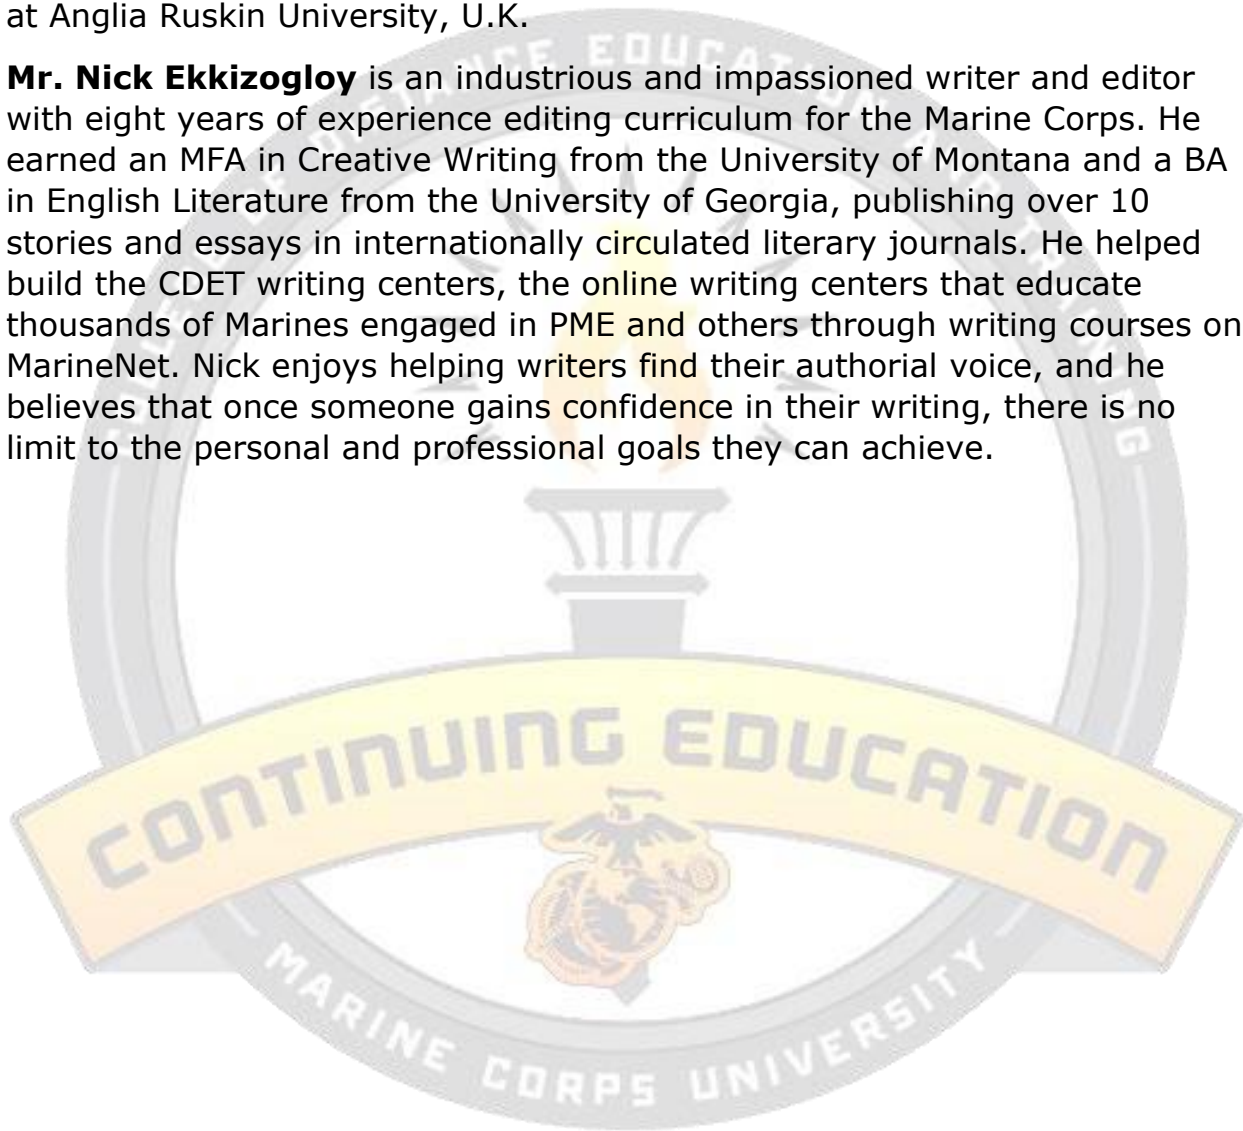 at Anglia Ruskin University, U.K.
Mr. Nick Ekkizogloy is an industrious and impassioned writer and editor
with eight years of experience editing curriculum for the Marine Corps. He
earned an MFA in Creative Writing from the University of Montana and a BA
in English Literature from the University of Georgia, publishing over 10
stories and essays in internationally circulated literary journals. He helped
build the CDET writing centers, the online writing centers that educate
thousands of Marines engaged in PME and others through writing courses on
MarineNet. Nick enjoys helping writers find their authorial voice, and he
believes that once someone gains confidence in their writing, there is no
limit to the personal and professional goals they can achieve.
OF DISTANCE EDUCATION AND TRAINING
CONTINUING EDUCATION
MARINE CORPS UNIVERSITY